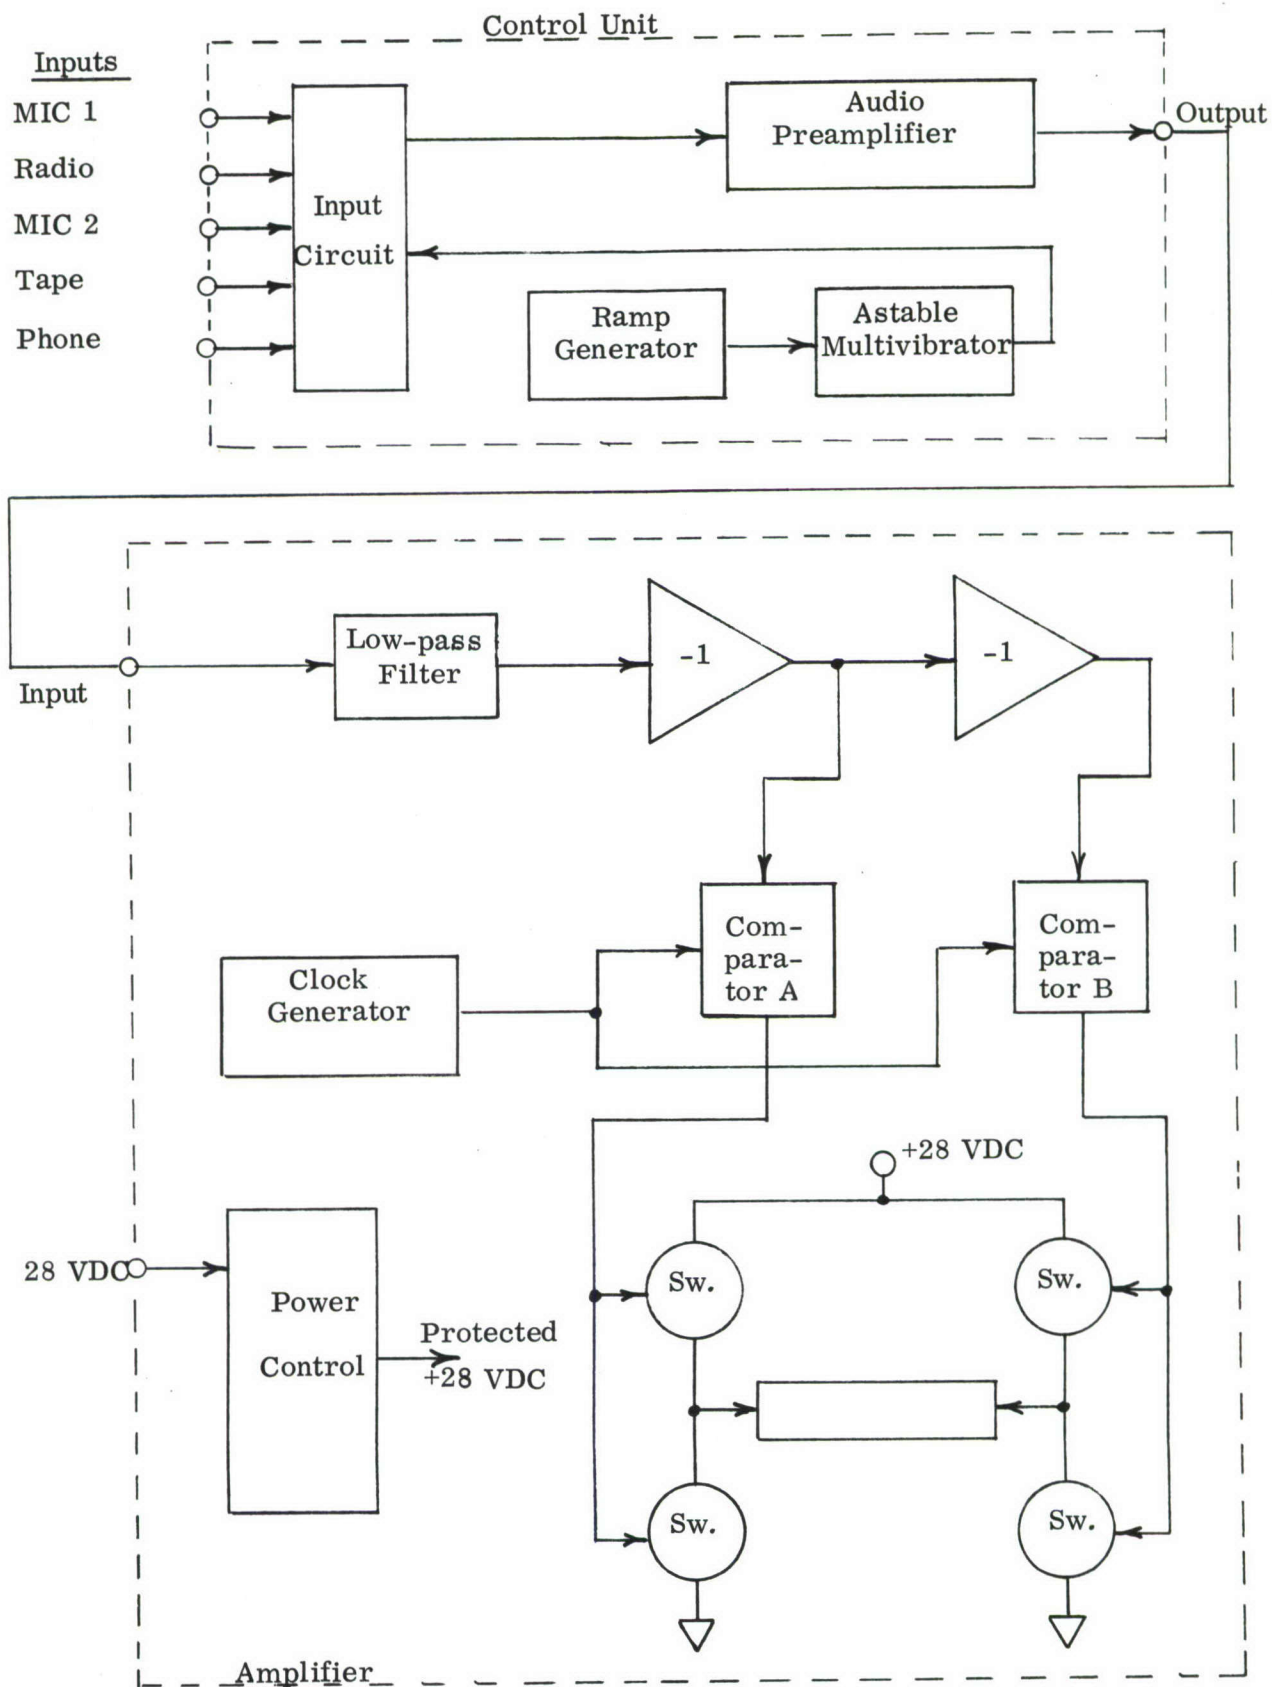 Control Unit
Inputs
MIC 1
Radio
MIC 2
Tape
Phone
Input
Circuit
Audio
Preamplifier
Output
Ramp
Generator
Astable
Multivibrator
Input
Low-pass
Filter
-1
-1
Com-
para-
tor A
Com-
para-
tor B
Clock
Generator
+28 VDC
28 VDC
Power
Control
Protected
+28 VDC
Sw.
Sw.
Sw.
Sw.
Amplifier